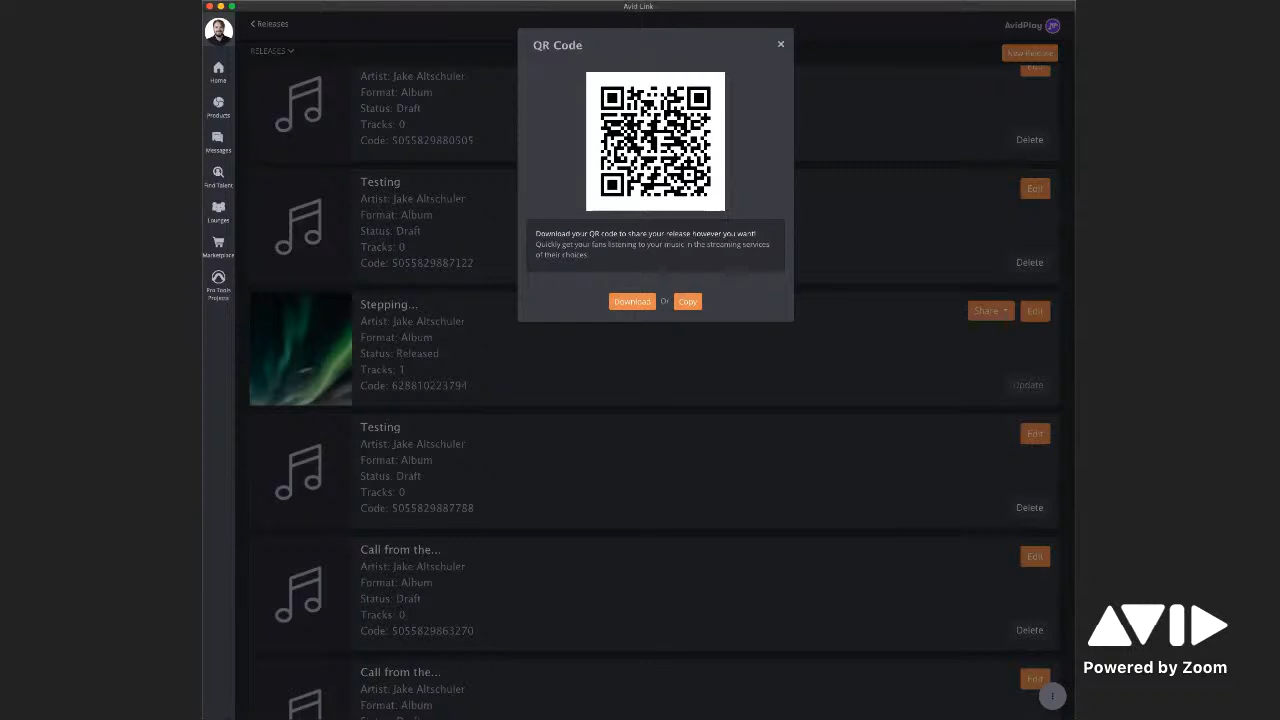 Avid Link
Releases
AvidPlay
RELEASES
New Release
Home
Products
Messages
Find Talent
Lounges
Marketplace
Pro Tools
Projects
QR Code
Download your QR code to share your release however you want!
Quickly get your fans listening to your music in the streaming services
of their choices.
Download Or Copy
Artist: Jake Altschuler
Format: Album
Status: Draft
Tracks: 0
Code: 5055829880505
Edit
Delete
Testing
Artist: Jake Altschuler
Format: Album
Status: Draft
Tracks: 0
Code: 5055829887122
Edit
Delete
Stepping...
Artist: Jake Altschuler
Format: Album
Status: Released
Tracks: 1
Code: 628810223794
Share
Edit
Update
Testing
Artist: Jake Altschuler
Format: Album
Status: Draft
Tracks: 0
Code: 5055829887788
Edit
Delete
Call from the...
Artist: Jake Altschuler
Format: Album
Status: Draft
Tracks: 0
Code: 5055829863270
Edit
Delete
Call from the...
Artist: Jake Altschuler
Format: Album
Edit
AVID
Powered by Zoom